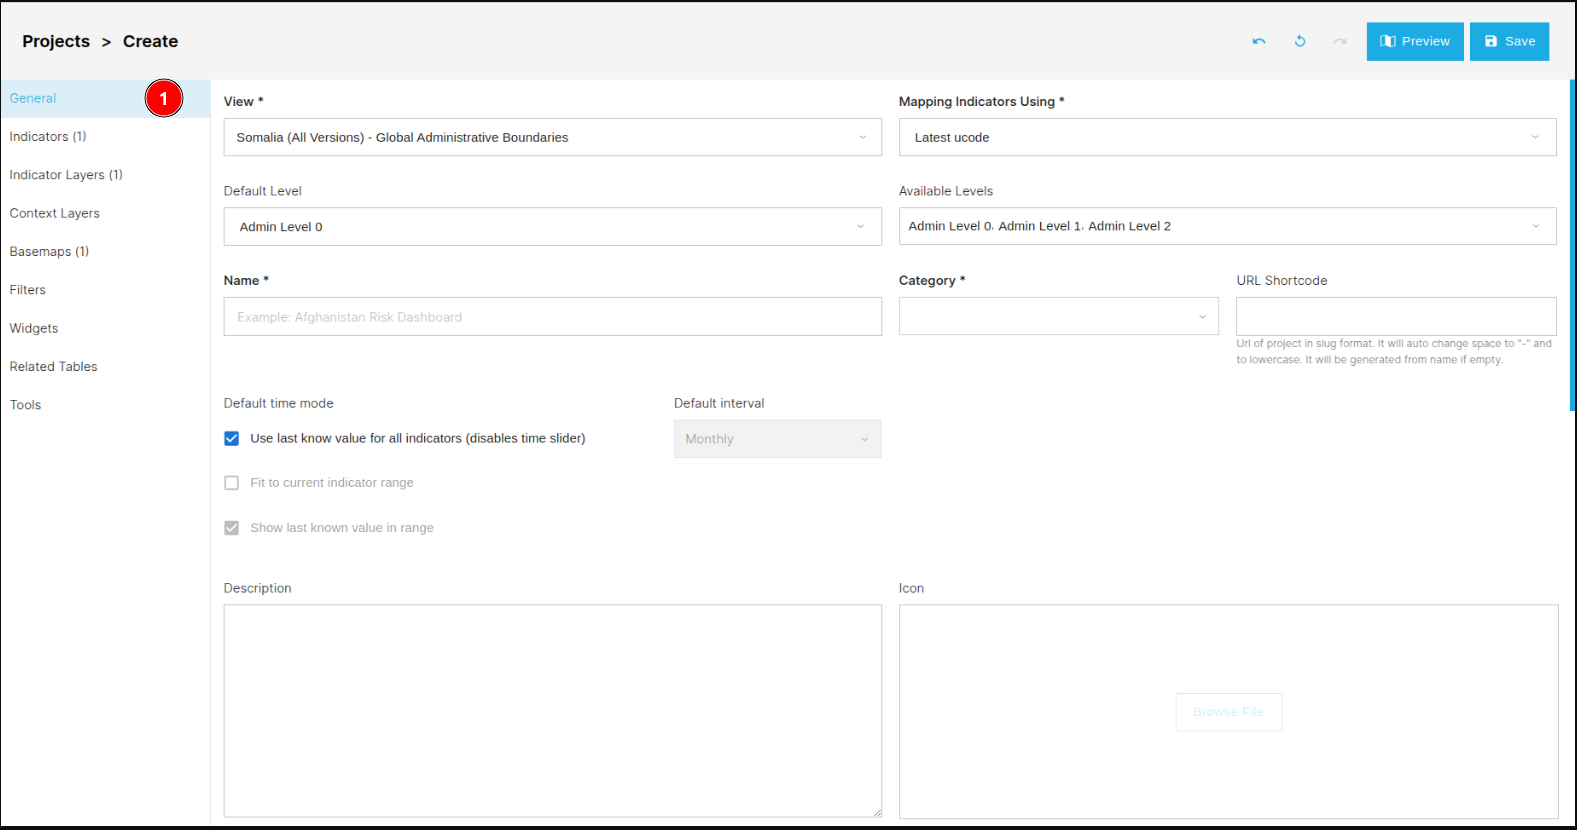 Projects > Create
Preview
Save
General
1
Indicators (1)
Indicator Layers (1)
Context Layers
Basemaps (1)
Filters
Widgets
Related Tables
Tools
View *
Mapping Indicators Using *
Somalia (All Versions) - Global Administrative Boundaries
Latest ucode
Default Level
Available Levels
Admin Level 0
Admin Level 0, Admin Level 1, Admin Level 2
Name *
Category *
URL Shortcode
Example: Afghanistan Risk Dashboard
Url of project in slug format. It will auto change space to "-" and
to lowercase. It will be generated from name if empty.
Default time mode
Default interval
Use last know value for all indicators (disables time slider)
Monthly
Fit to current indicator range
Show last known value in range
Description
Icon
Browse File